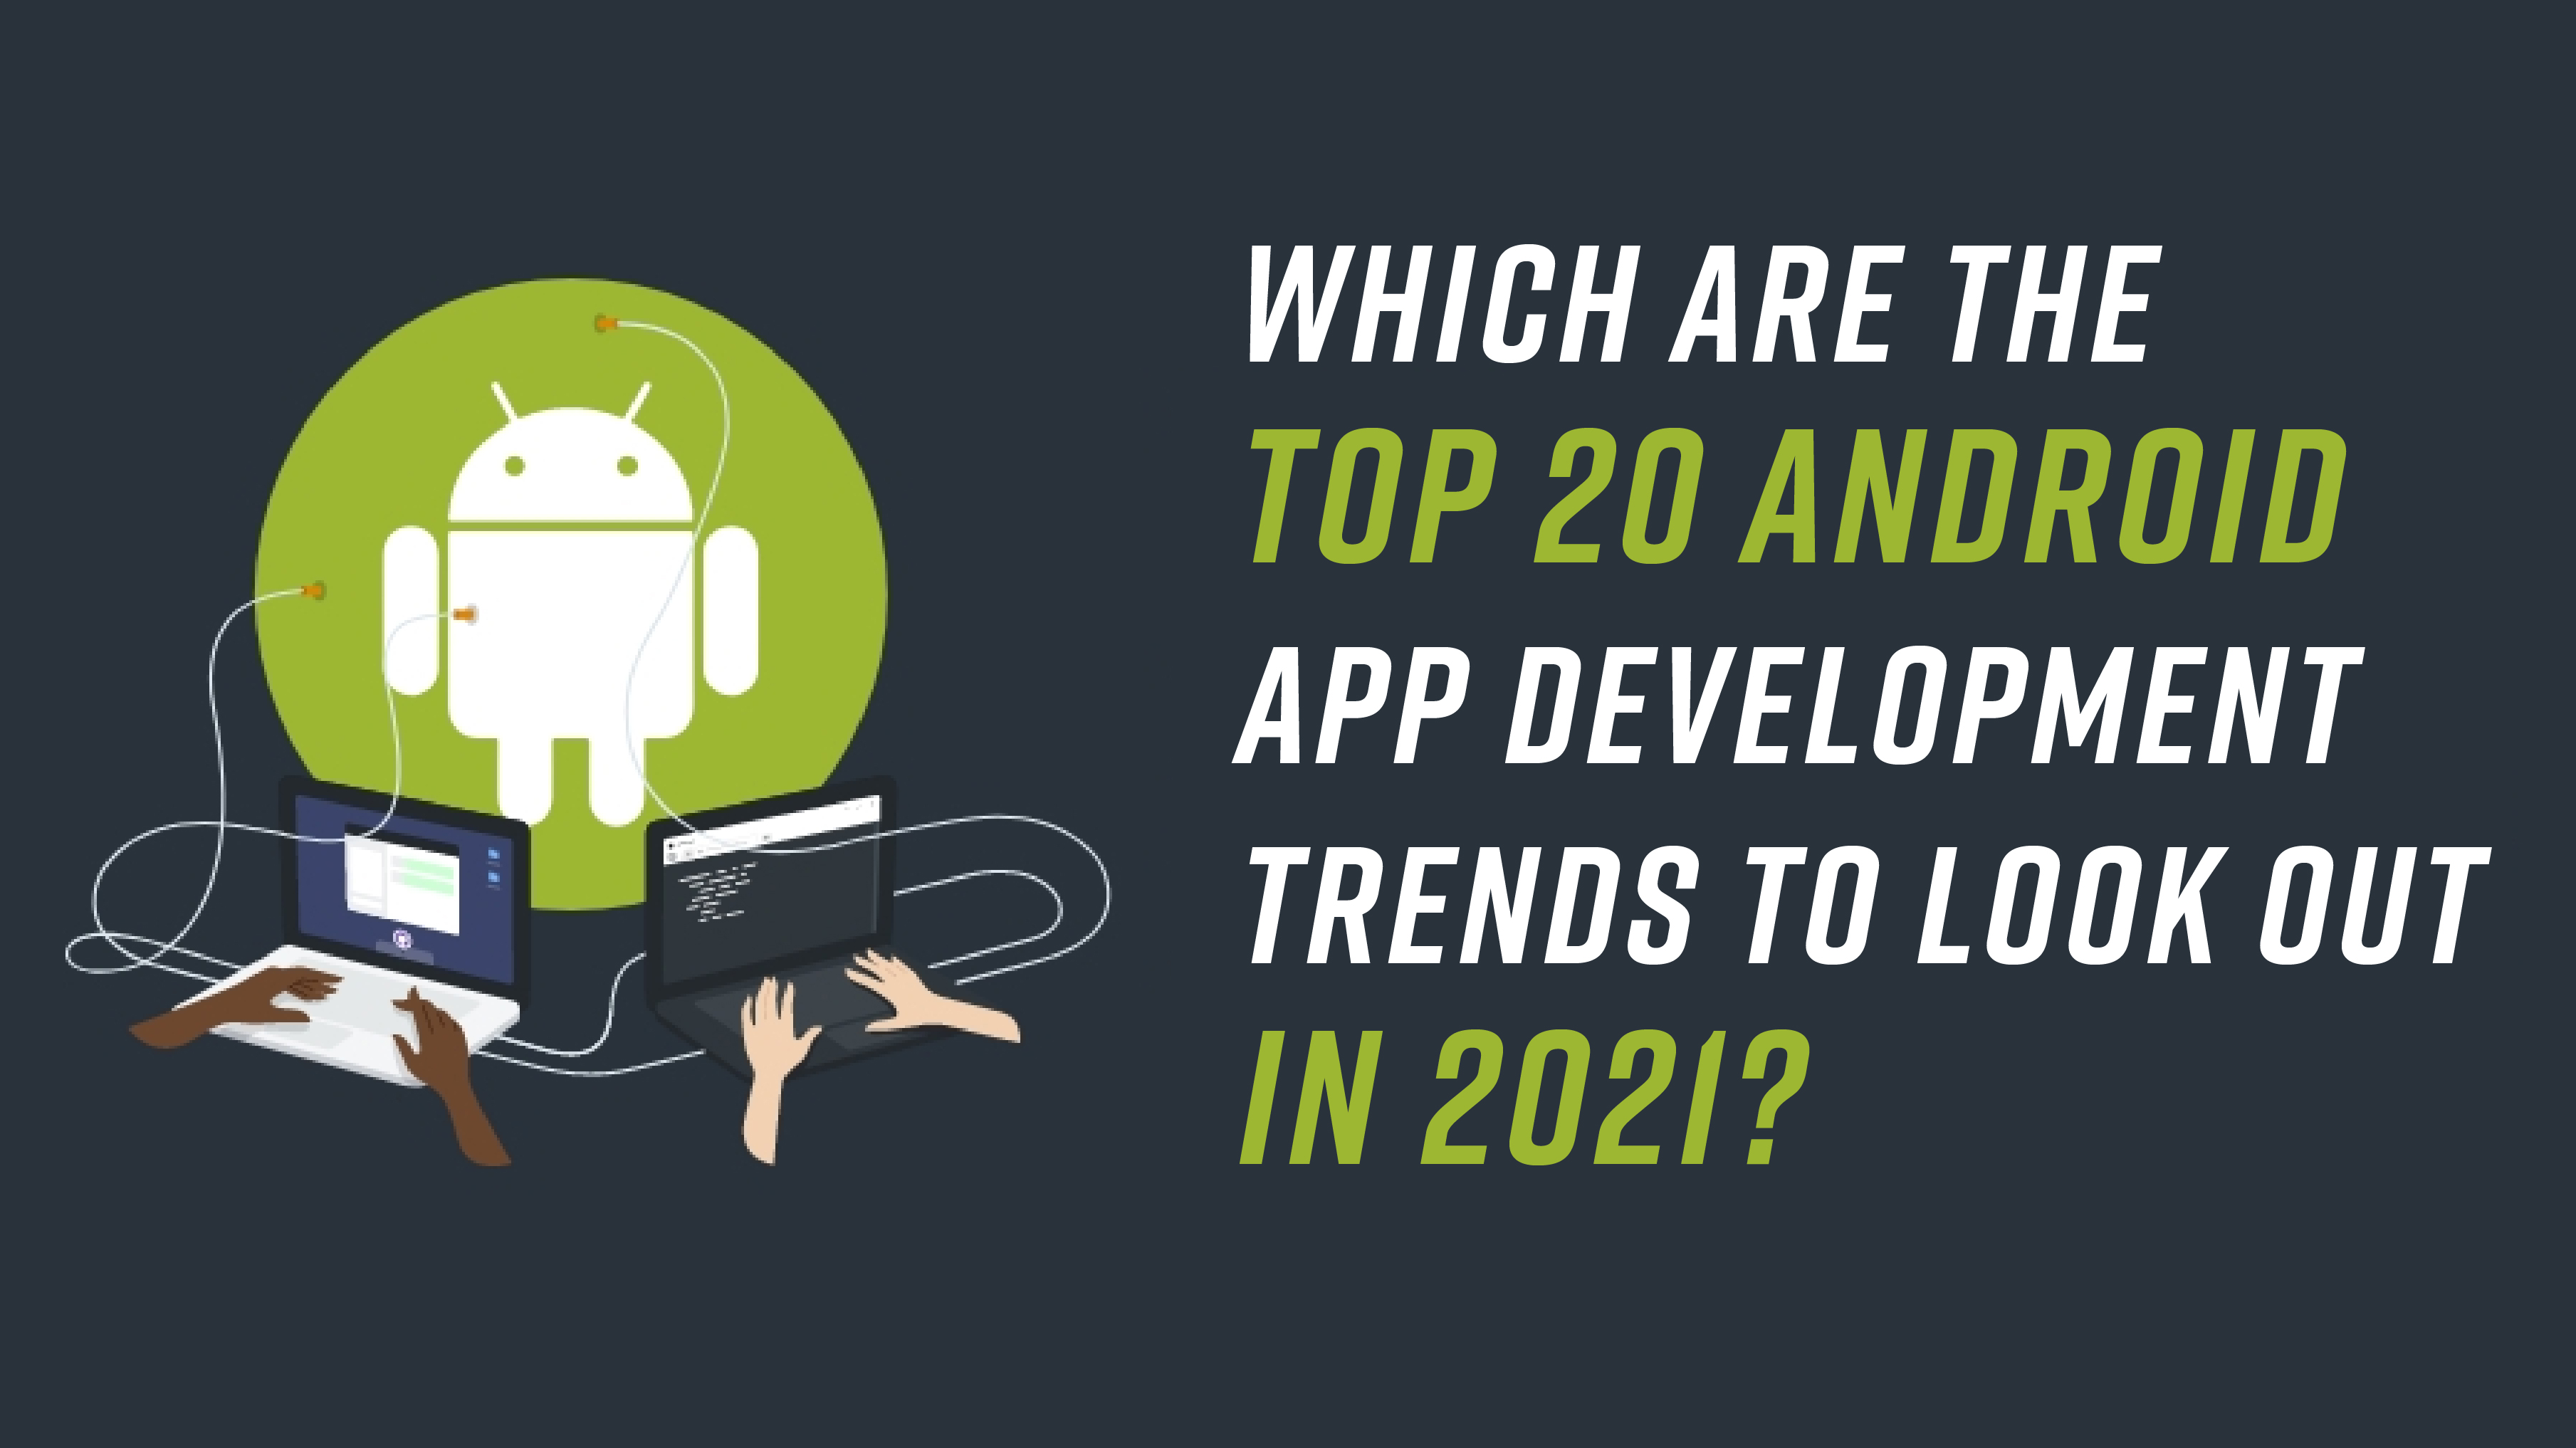 WHICH ARE THE
TOP 20 ANDROID
APP DEVELOPMENT
TRENDS TO LOOK OUT
IN 2021?